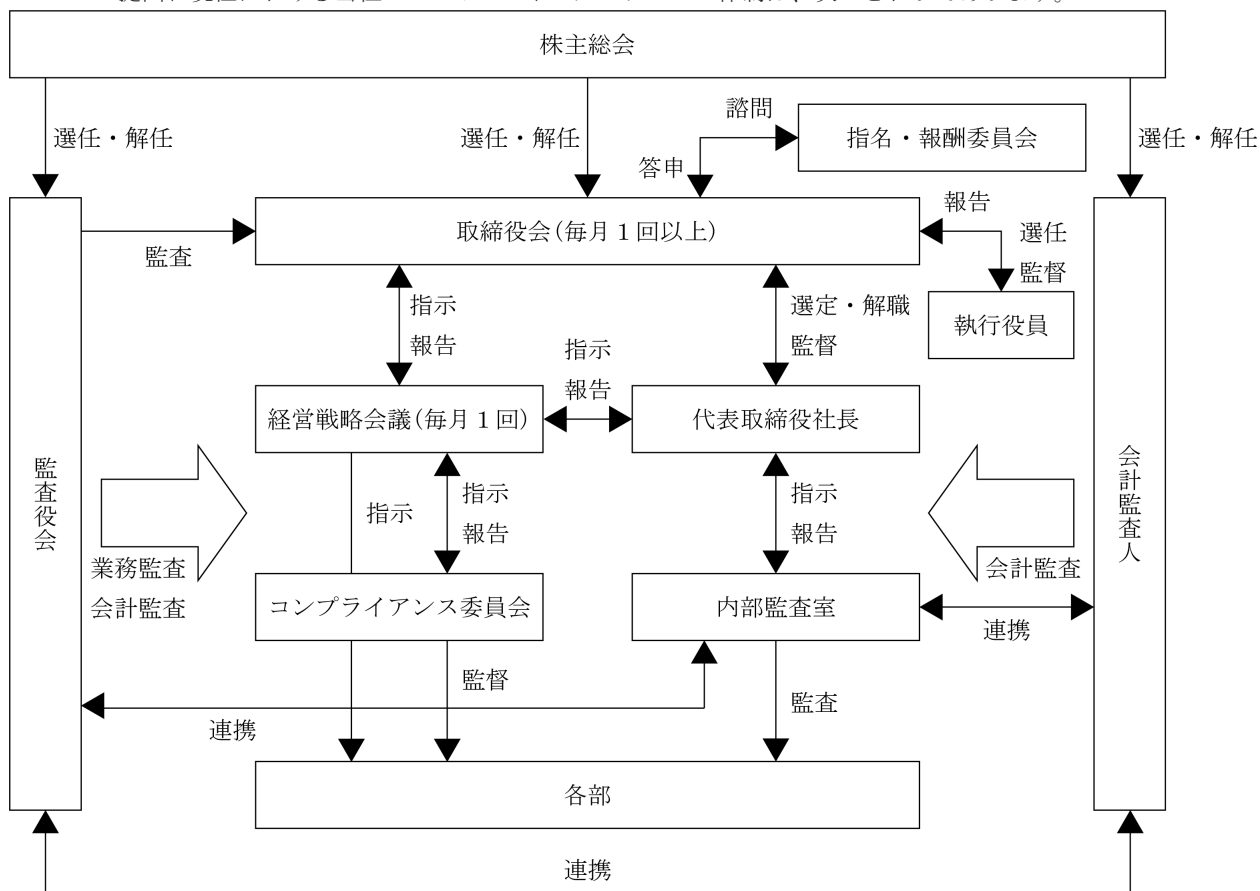 株主総会
選任・解任
選任・解任
選任・解任
諮問
答申
指名・報酬委員会
取締役会(毎月1回以上)
監査
報告
選任
監督
執行役員
指示
報告
選定・解職
監督
指示
報告
経営戦略会議(毎月1回)
代表取締役社長
監査役会
業務監査
会計監査
指示
指示
報告
指示
報告
会計監査
会計監査人
コンプライアンス委員会
内部監査室
連携
監督
連携
監査
各部
連携